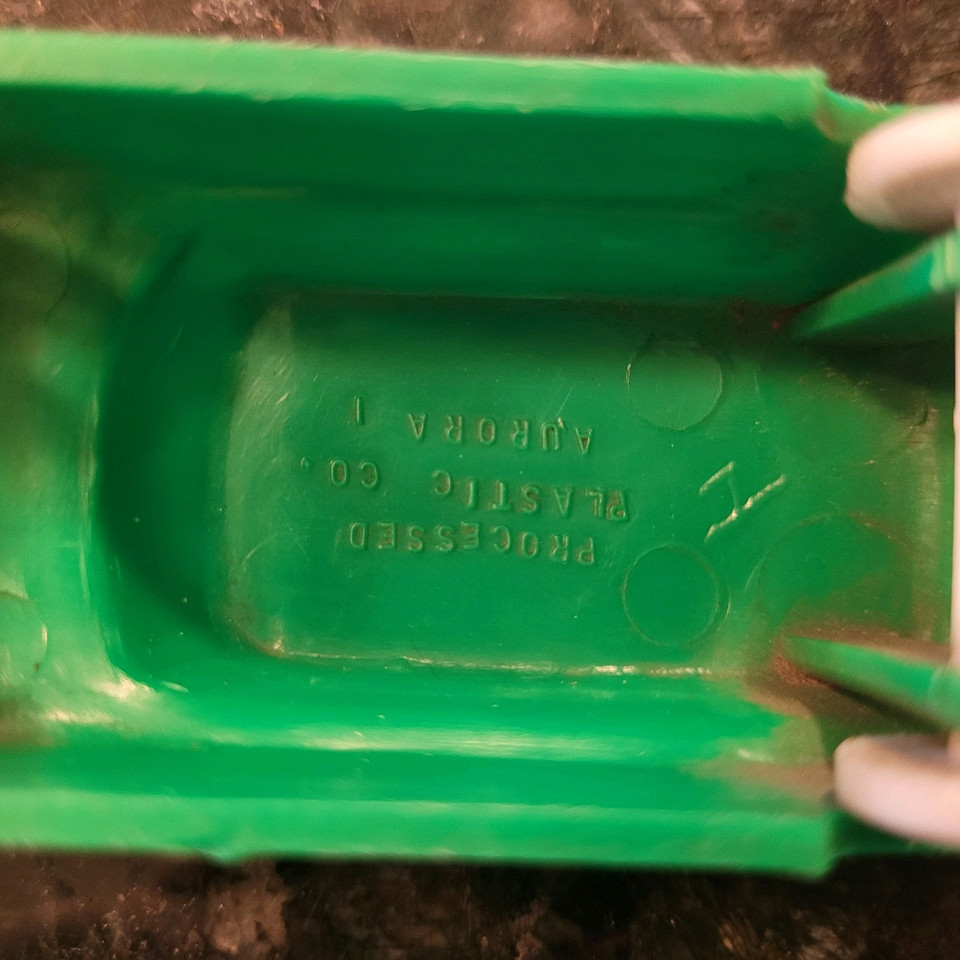 PROCESSED
PLASTIC CO.
AURORA I